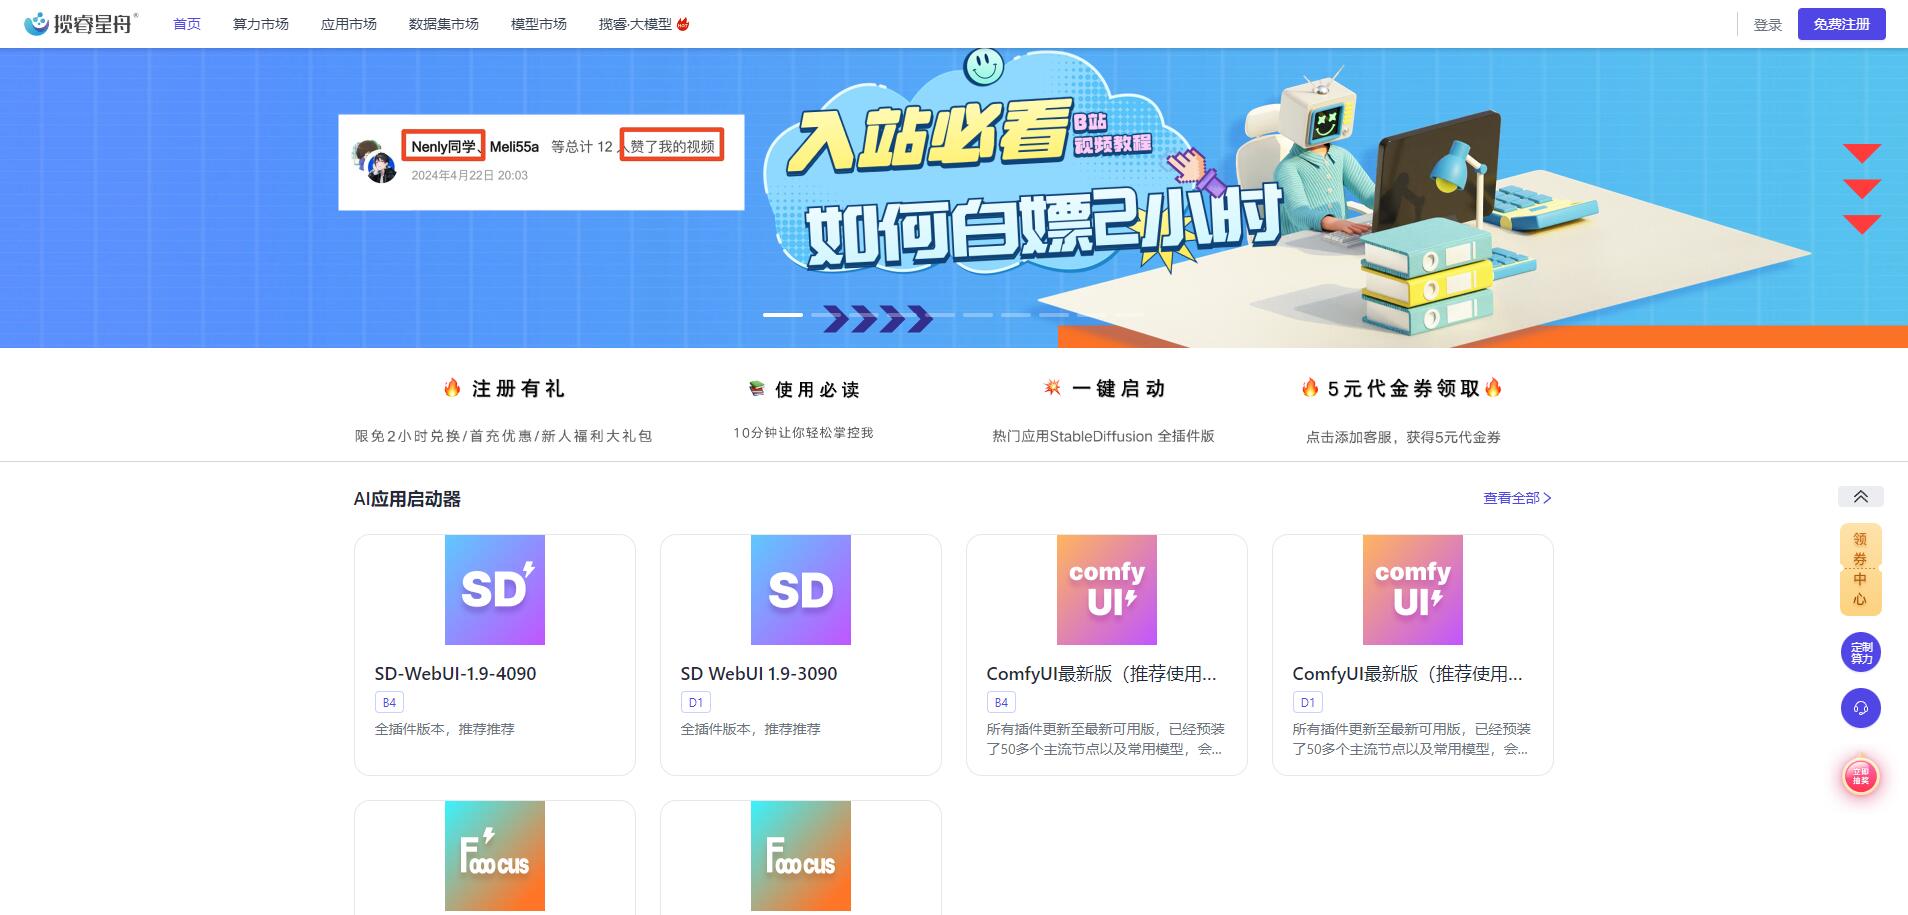 揽睿星舟
首页 算力市场 应用市场 数据集市场 模型市场 揽睿·大模型 HOT 登录 免费注册
入站必看 B站
视频教程
Nenly同学、Meli55a 等总计 12 人赞了我的视频
2024年4月22日 20:03
如何白嫖2小时
注册有礼
限免2小时兑换/首充优惠/新人福利大礼包
使用必读
10分钟让你轻松掌控我
一键启动
热门应用StableDiffusion 全插件版
5元代金券领取
点击添加客服，获得5元代金券
AI应用启动器 查看全部
SD
SD-WebUI-1.9-4090
B4
全插件版本，推荐推荐
SD
SD WebUI 1.9-3090
D1
全插件版本，推荐推荐
comfy
UI
ComfyUI最新版（推荐使用...
B4
所有插件更新至最新可用版，已经预装
了50多个主流节点以及常用模型，会...
comfy
UI
ComfyUI最新版（推荐使用...
D1
所有插件更新至最新可用版，已经预装
了50多个主流节点以及常用模型，会...
Fooocus
Fooocus
领
券
中
心
定制
算力
立即
抽奖